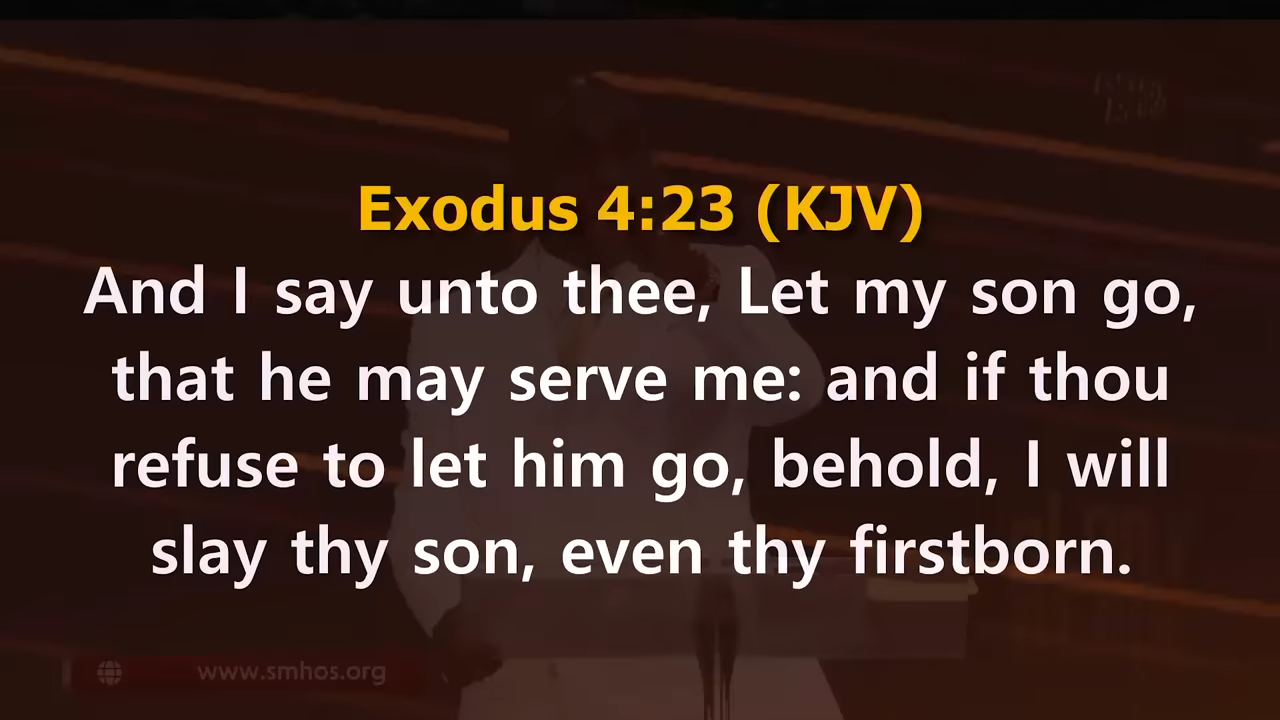 Exodus 4:23 (KJV)
And I say unto thee, Let my son go,
that he may serve me: and if thou
refuse to let him go, behold, I will
slay thy son, even thy firstborn.
www.smhos.org